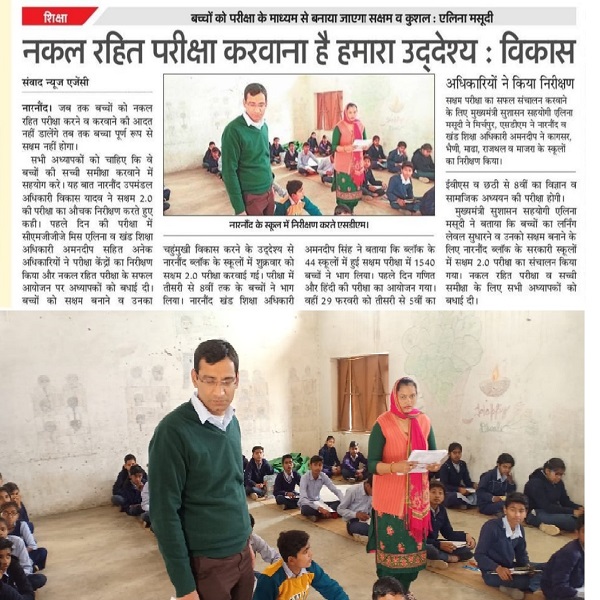 शिक्षा
बच्चों को परीक्षा के माध्यम से बनाया जाएगा सक्षम व कुशल : एलिना मसूदी
नकल रहित परीक्षा करवाना है हमारा उद्देश्य : विकास
संवाद न्यूज एजेंसी
नारनौंद। जब तक बच्चों को नकल
रहित परीक्षा करने व करवाने की आदत
नहीं डालेंगे तब तक बच्चा पूर्ण रूप से
सक्षम नहीं होगा।
सभी अध्यापकों को चाहिए कि वे
बच्चों की सच्ची समीक्षा करवाने में
सहयोग करें। यह बात नारनौंद उपमंडल
अधिकारी विकास यादव ने सक्षम 2.0
की परीक्षा का औचक निरीक्षण करते हुए
कही। पहले दिन की परीक्षा में
सीएमजीजीजे मिस एलिना व खंड शिक्षा
अधिकारी अमनदीप सहित अनेक
अधिकारियों ने परीक्षा केंद्रों का निरीक्षण
किया और नकल रहित परीक्षा के सफल
आयोजन पर अध्यापकों को बधाई दी।
बच्चों को सक्षम बनाने व उनका
नारनौंद के स्कूल में निरीक्षण करते एसडीएम।
चहुंमुखी विकास करने के उद्देश्य से
नारनौंद ब्लॉक के स्कूलों में शुक्रवार को
सक्षम 2.0 परीक्षा करवाई गई। परीक्षा में
तीसरी से 8वीं तक के बच्चों ने भाग
लिया। नारनौंद खंड शिक्षा अधिकारी
अमनदीप सिंह ने बताया कि ब्लॉक के
44 स्कूलों में हुई सक्षम परीक्षा में 1540
बच्चों ने भाग लिया। पहले दिन गणित
और हिंदी की परीक्षा का आयोजन गया।
वहीं 29 फरवरी को तीसरी से 5वीं का
अधिकारियों ने किया निरीक्षण
सक्षम परीक्षा का सफल संचालन करवाने
के लिए मुख्यमंत्री सुशासन सहयोगी एलिना
मसूदी ने मिर्चपुर, एसडीएम ने नारनौंद व
खंड शिक्षा अधिकारी अमनदीप ने कागसर,
भैणी, माढा, राजथल व माजरा के स्कूलों
का निरीक्षण किया।
ईवीएस व छठी से 8वीं का विज्ञान व
सामाजिक अध्ययन की परीक्षा होगी।
मुख्यमंत्री सुशासन सहयोगी एलिना
मसूदी ने बताया कि बच्चों का लर्निंग
लेवल सुधारने व उनको सक्षम बनाने के
लिए नारनौंद ब्लॉक के सरकारी स्कूलों
में सक्षम 2.0 परीक्षा का संचालन किया
गया। नकल रहित परीक्षा व सच्ची
समीक्षा के लिए सभी अध्यापकों को
बधाई दी।